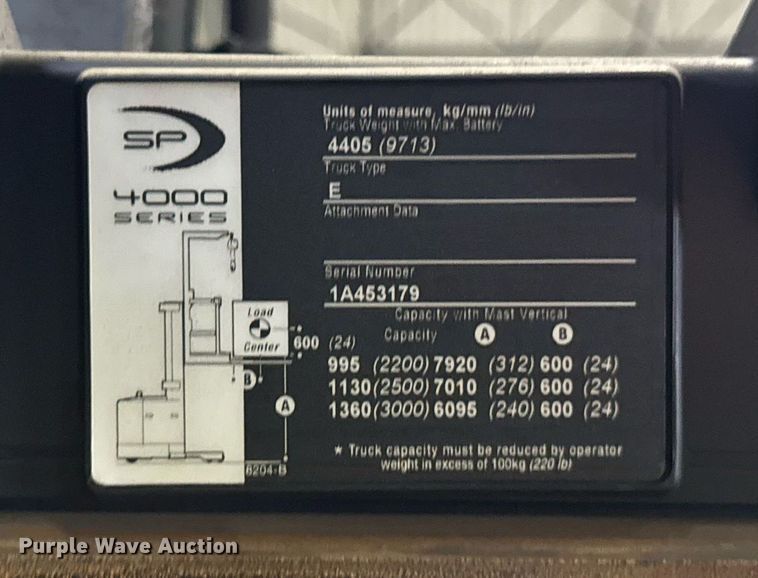 SP
4000
SERIES
Load
Center
600 (24)
B
A
8204-B
Units of measure, kg/mm (lb/in)
Truck Weight with Max. Battery
4405 (9713)
Truck Type
E
Attachment Data
Serial Number
1A453179
Capacity with Mast Vertical
Capacity A B
995 (2200) 7920 (312) 600 (24)
1130 (2500) 7010 (276) 600 (24)
1360 (3000) 6095 (240) 600 (24)
* Truck capacity must be reduced by operator
weight in excess of 100kg (220 lb)
Purple Wave Auction